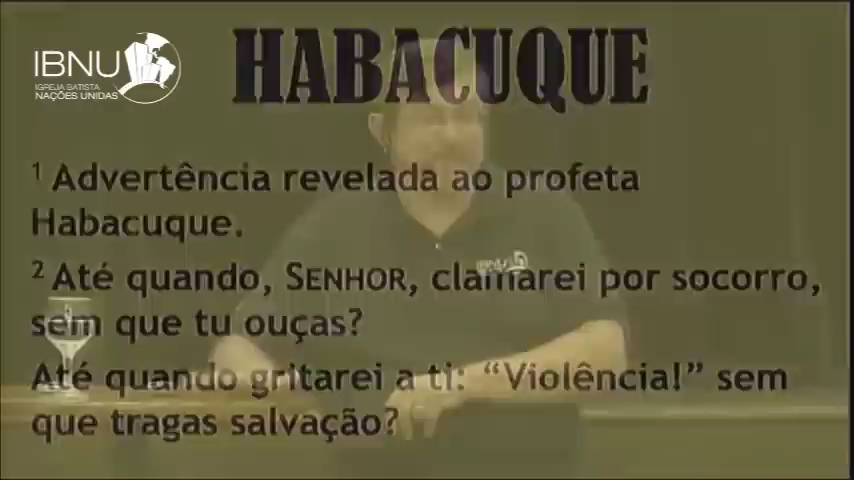 IBNU
IGREJA BATISTA
NAÇÕES UNIDAS
HABACUQUE
1 Advertência revelada ao profeta
Habacuque.
2 Até quando, SENHOR, clamarei por socorro,
sem que tu ouças?
Até quando gritarei a ti: “Violência!” sem
que tragas salvação?
IBNU